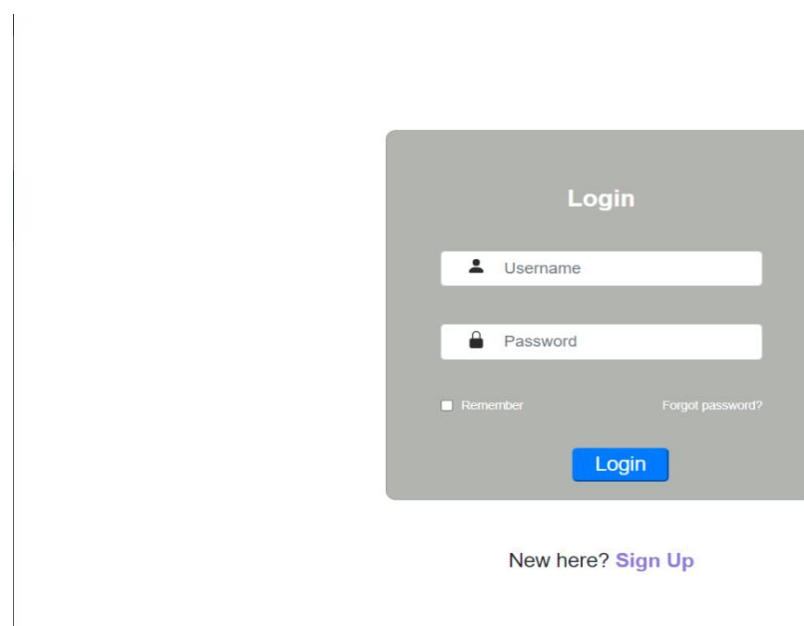 Login
Username
Password
Remember Forgot password?
Login
New here? Sign Up